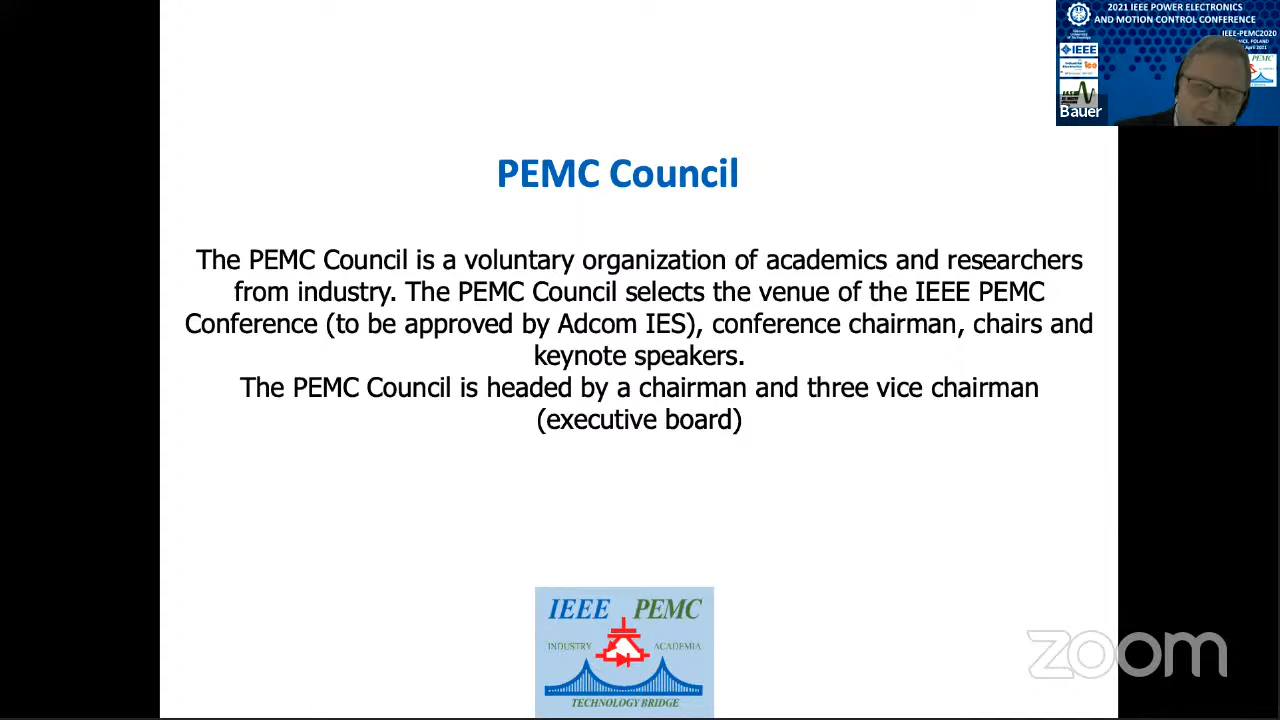 2021 IEEE POWER ELECTRONICS
AND MOTION CONTROL CONFERENCE
IEEE-PEMC2020
April 2021
IEEE
PEMC
Bauer
PEMC Council
The PEMC Council is a voluntary organization of academics and researchers
from industry. The PEMC Council selects the venue of the IEEE PEMC
Conference (to be approved by Adcom IES), conference chairman, chairs and
keynote speakers.
The PEMC Council is headed by a chairman and three vice chairman
(executive board)
IEEE PEMC
INDUSTRY ACADEMIA
TECHNOLOGY BRIDGE
zoom